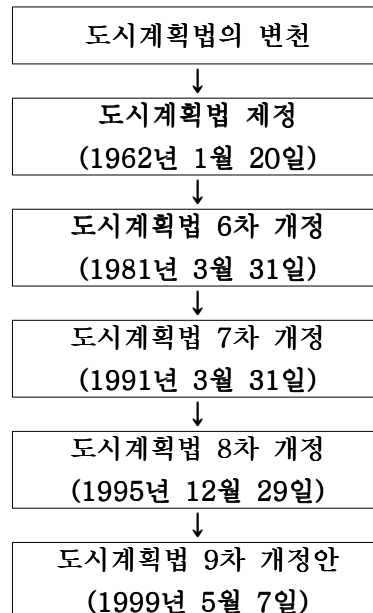 도시계획법의 변천
↓
도시계획법 제정
(1962년 1월 20일)
↓
도시계획법 6차 개정
(1981년 3월 31일)
↓
도시계획법 7차 개정
(1991년 3월 31일)
↓
도시계획법 8차 개정
(1995년 12월 29일)
↓
도시계획법 9차 개정안
(1999년 5월 7일)